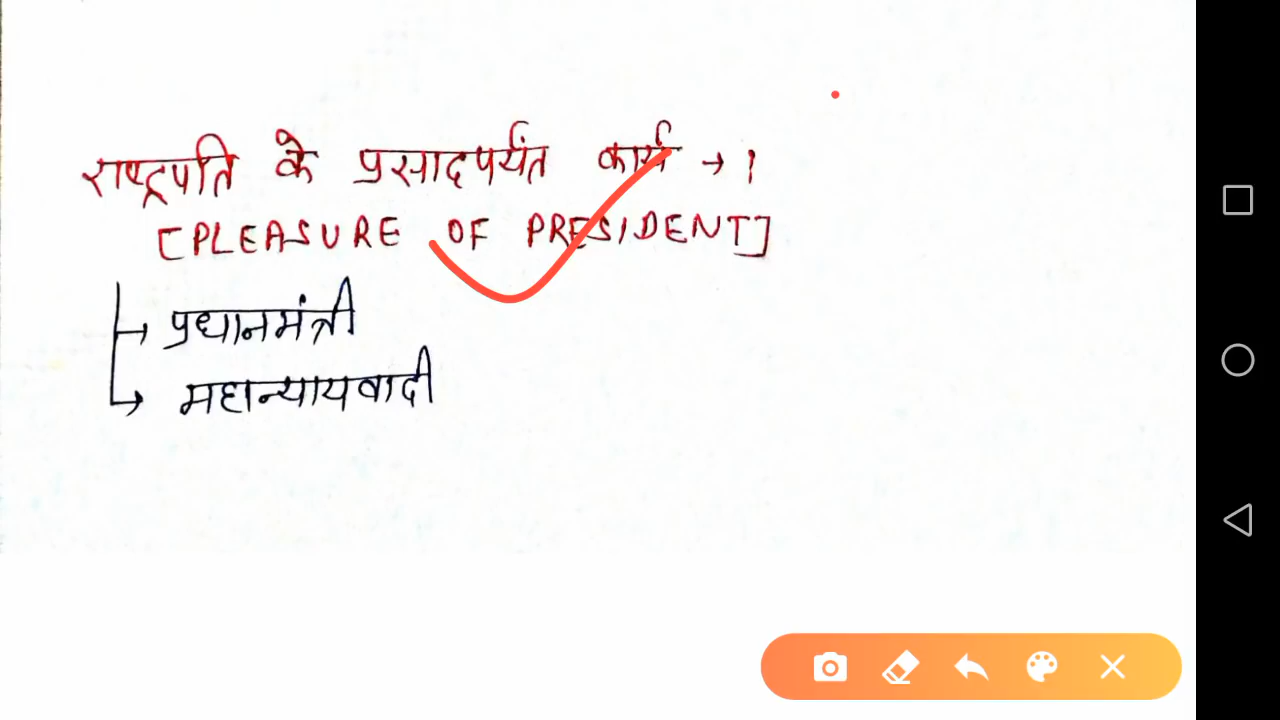 राष्ट्रपति के प्रसादपर्यंत कार्य → ?
[PLEASURE OF PRESIDENT]
→ प्रधानमंत्री
→ महान्यायवादी